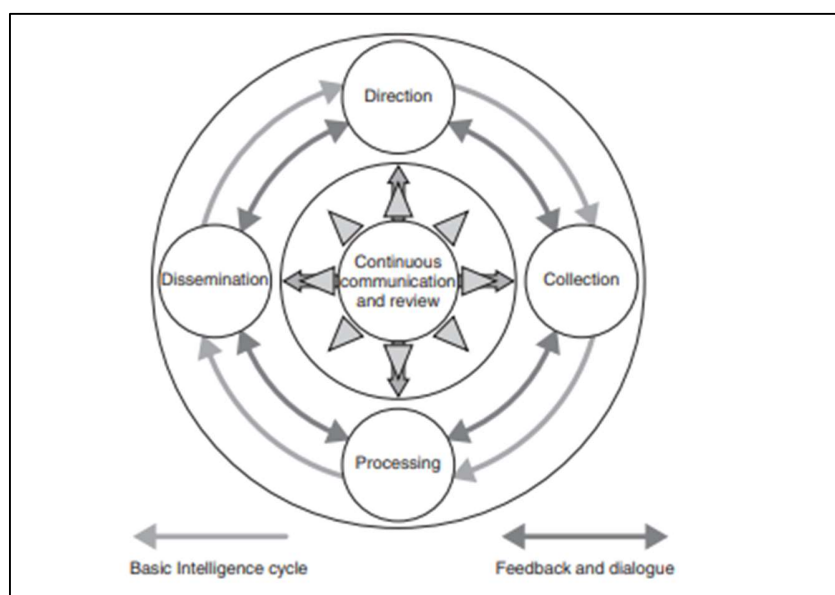 Direction
Dissemination
Continuous
communication
and review
Collection
Processing
Basic Intelligence cycle
Feedback and dialogue